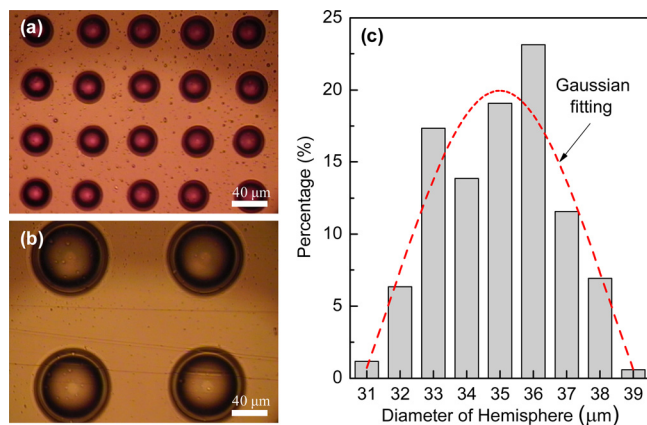 (a)
40 μm
(b)
40 μm
(c)
25
20
15
10
5
0
Percentage (%)
Gaussian
fitting
31 32 33 34 35 36 37 38 39
Diameter of Hemisphere (μm)